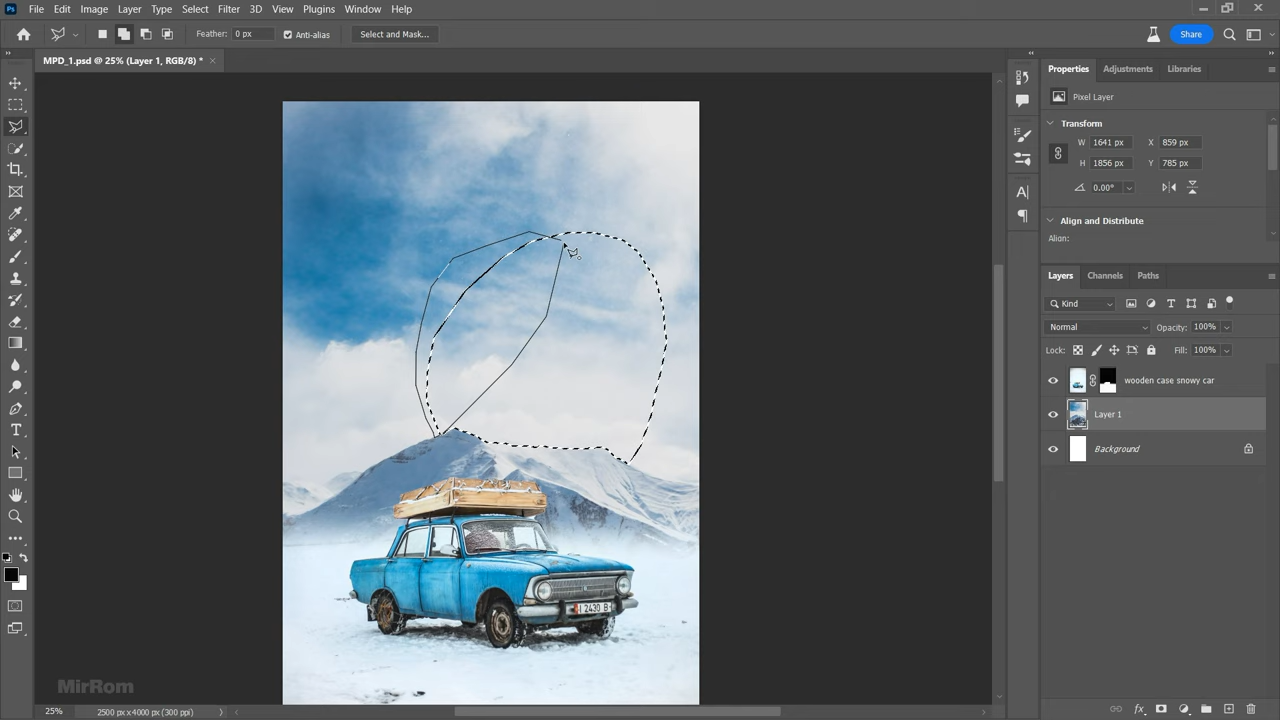 Ps File Edit Image Layer Type Select Filter 3D View Plugins Window Help
Feather: 0 px Anti-alias Select and Mask... Share
MPD_1.psd @ 25% (Layer 1, RGB/8) *
Properties Adjustments Libraries
Pixel Layer
Transform
W 1641 px X 859 px
H 1856 px Y 785 px
0.00°
Align and Distribute
Align:
Layers Channels Paths
Kind
Normal Opacity: 100%
Lock: Fill: 100%
wooden case snowy car
Layer 1
Background
2430 B
MirRom
25% 2500 px x 4000 px (300 ppi)